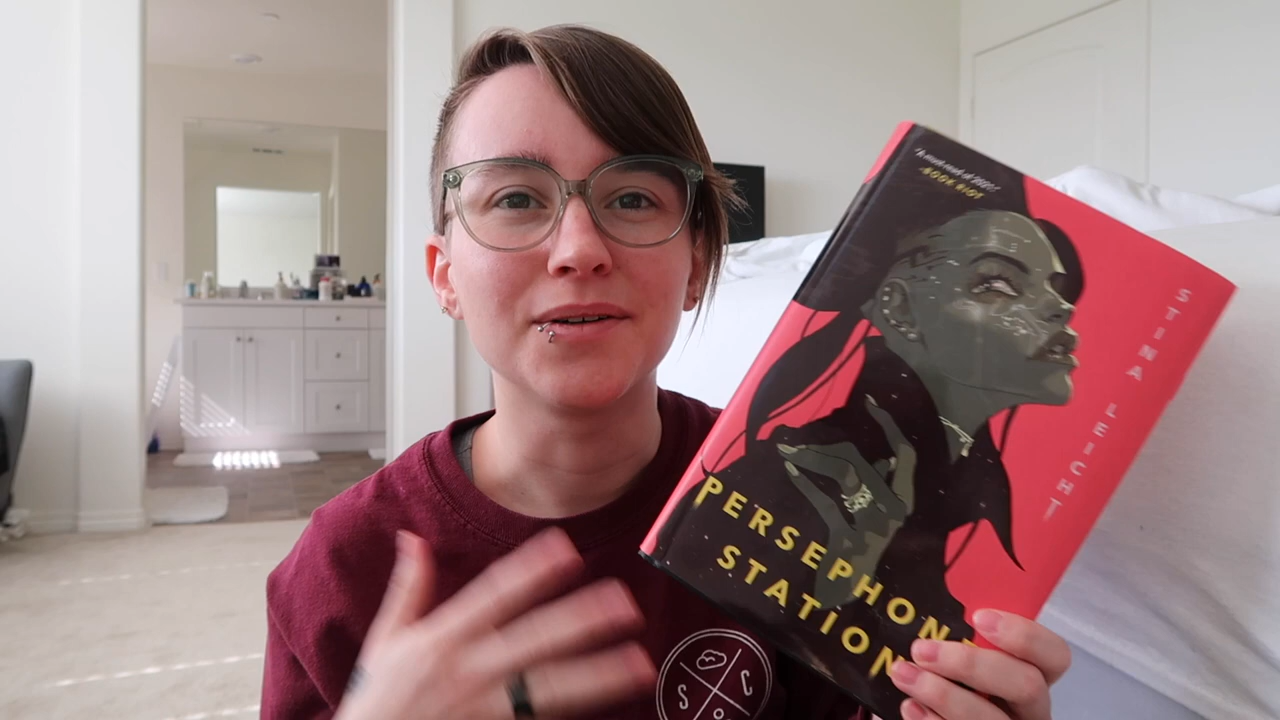 "A must-read of 2021."
-BOOK RIOT
STINA LEICHT
PERSEPHONE
STATION
S
C